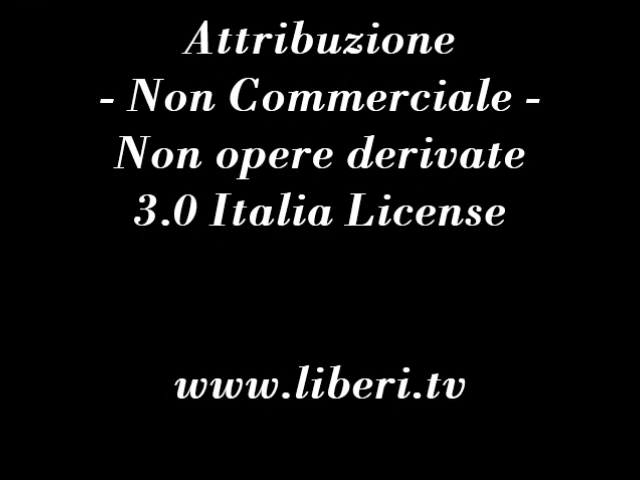 Attribuzione
- Non Commerciale -
Non opere derivate
3.0 Italia License
www.liberi.tv